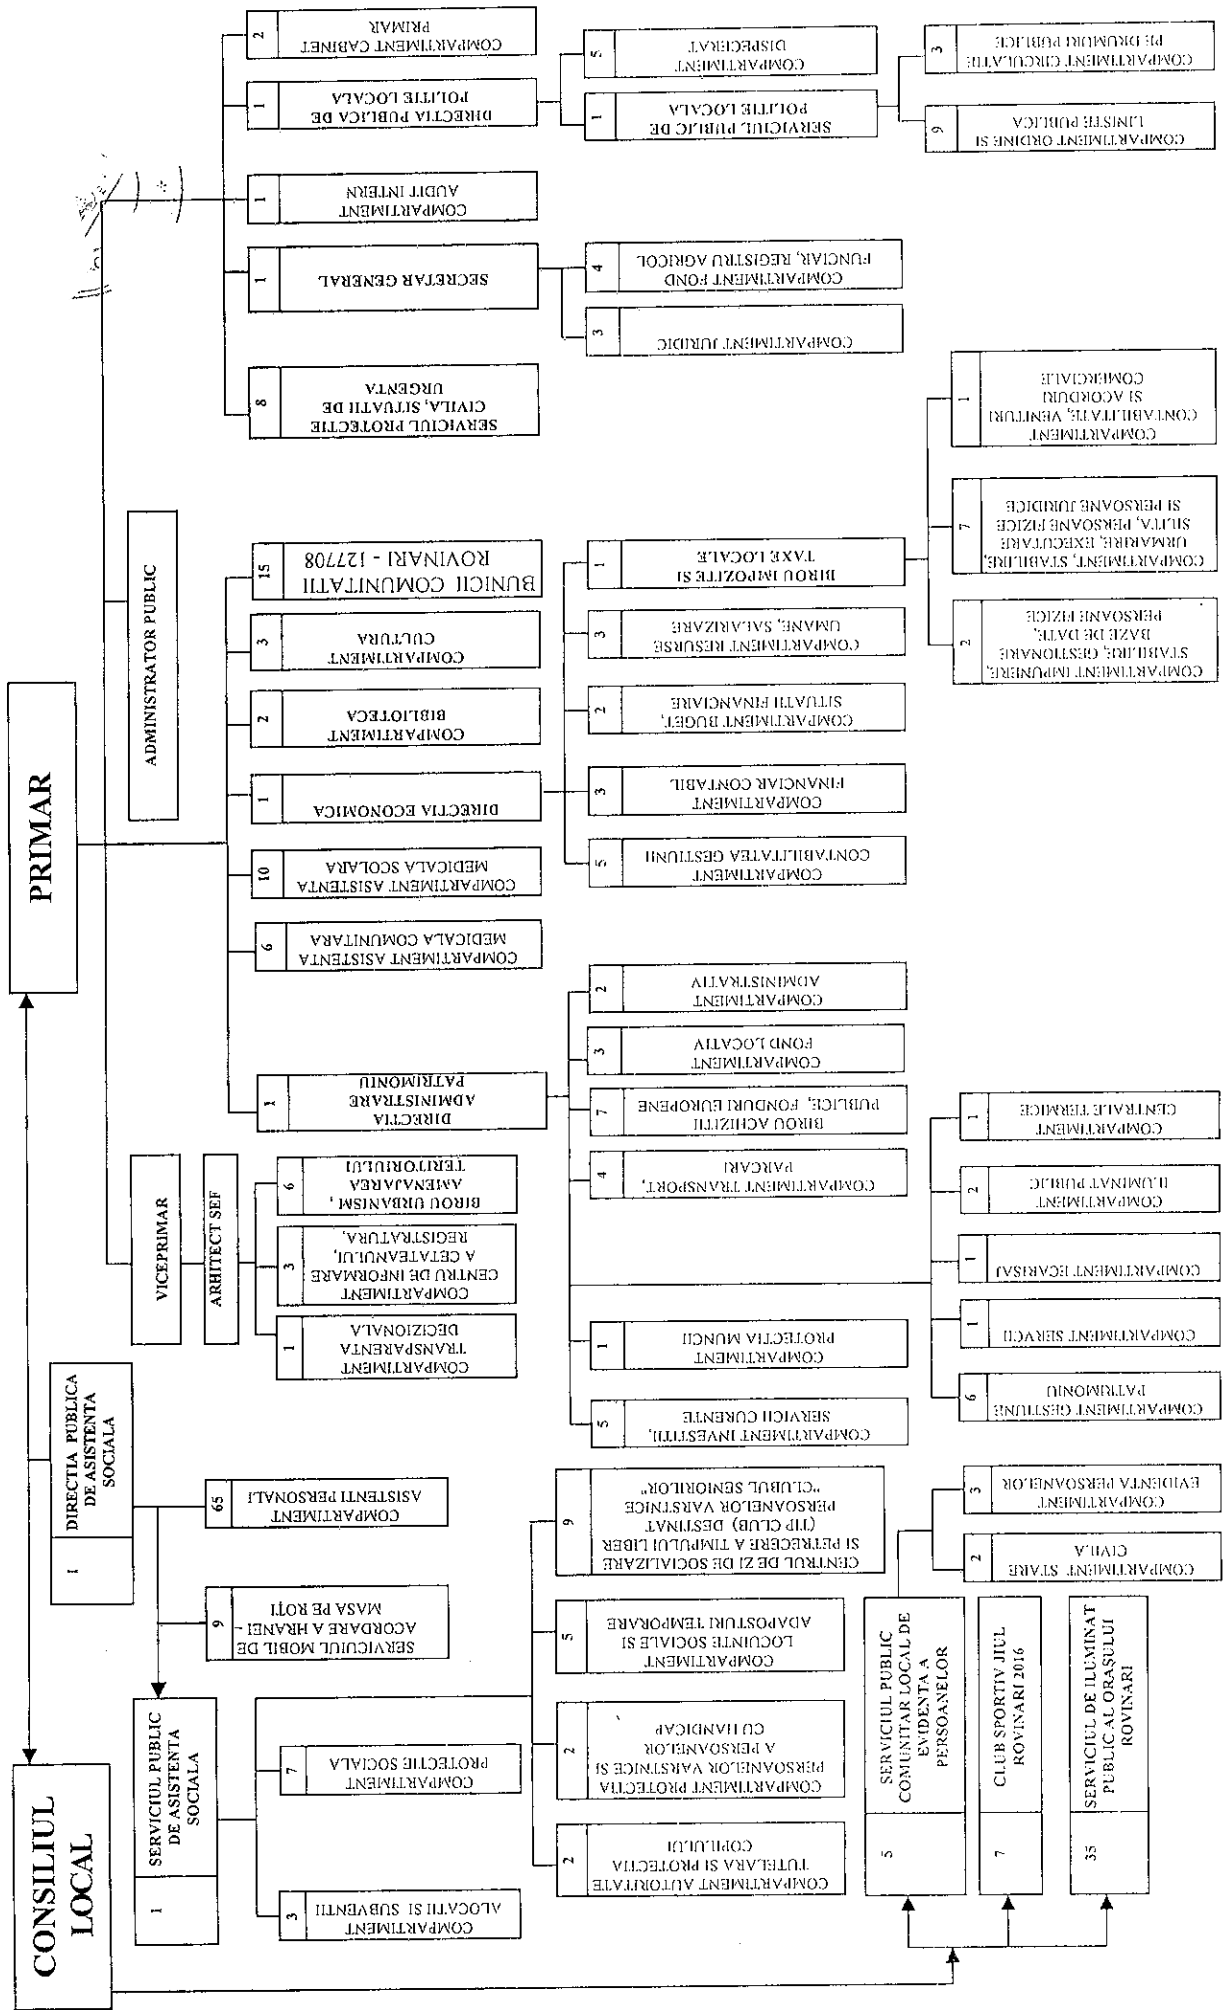 CONSILIUL
LOCAL
PRIMAR
1
DIRECTIA PUBLICA
DE ASISTENTA
SOCIALA
1
SERVICIUL PUBLIC
DE ASISTENTA
SOCIALA
9
SERVICIUL MOBIL DE
ACORDARE A HRANEI –
MASA PE ROȚI
65
COMPARTIMENT
ASISTENTI PERSONALI
3
COMPARTIMENT
ALOCATII SI SUBVENTII
7
COMPARTIMENT
PROTECTIE SOCIALA
2
COMPARTIMENT AUTORITATE
TUTELARA SI PROTECTIA
COPILULUI
2
COMPARTIMENT PROTECTIA
PERSOANELOR VARSTNICE SI
A PERSOANELOR
CU HANDICAP
5
COMPARTIMENT
LOCUINTE SOCIALE SI
ADAPOSTURI TEMPORARE
9
CENTRUL DE ZI DE SOCIALIZARE
SI PETRECERE A TIMPULUI LIBER
(TIP CLUB) DESTINAT
PERSOANELOR VARSTNICE
"CLUBUL SENIORILOR"
5
SERVICIUL PUBLIC
COMUNITAR LOCAL DE
EVIDENTA A
PERSOANELOR
7
CLUB SPORTIV JIUL
ROVINARI 2016
35
SERVICIUL DE ILUMINAT
PUBLIC AL ORAȘULUI
ROVINARI
2
COMPARTIMENT STARE
CIVILA
3
COMPARTIMENT
EVIDENTA PERSOANELOR
VICEPRIMAR
ARHITECT SEF
1
COMPARTIMENT
TRANSPARENTA
DECIZIONALA
3
COMPARTIMENT
CENTRU DE INFORMARE
A CETATEANULUI,
REGISTRATURA,
6
BIROU URBANISM,
AMENAJAREA
TERITORIULUI
ADMINISTRATOR PUBLIC
1
DIRECTIA
ADMINISTRARE
PATRIMONIU
6
COMPARTIMENT ASISTENTA
MEDICALA COMUNITARA
10
COMPARTIMENT ASISTENTA
MEDICALA SCOLARA
1
DIRECTIA ECONOMICA
2
COMPARTIMENT
BIBLIOTECA
3
COMPARTIMENT
CULTURA
15
BUNICII COMUNITATII
ROVINARI - 127708
5
COMPARTIMENT INVESTITII,
SERVICII CURENTE
1
COMPARTIMENT
PROTECTIA MUNCII
4
COMPARTIMENT TRANSPORT,
PARCARI
7
BIROU ACHIZITII
PUBLICE, FONDURI EUROPENE
3
COMPARTIMENT
FOND LOCATIV
2
COMPARTIMENT
ADMINISTRATIV
6
COMPARTIMENT GESTIUNE
PATRIMONIU
1
COMPARTIMENT SERVCII
1
COMPARTIMENT ECARISAJ
2
COMPARTIMENT
ILUMINAT PUBLIC
1
COMPARTIMENT
CENTRALE TERMICE
5
COMPARTIMENT
CONTABILITATEA GESTIUNII
3
COMPARTIMENT
FINANCIAR CONTABIL
2
COMPARTIMENT BUGET,
SITUATII FINANCIARE
3
COMPARTIMENT RESURSE
UMANE, SALARIZARE
1
BIROU IMPOZITE SI
TAXE LOCALE
2
COMPARTIMENT IMPUNERE,
STABILIRE, GESTIONARE
BAZE DE DATE,
PERSOANE FIZICE
7
COMPARTIMENT, STABILIRE,
URMARIRE, EXECUTARE
SILITA, PERSOANE FIZICE
SI PERSOANE JURIDICE
1
COMPARTIMENT
CONTABILITATE, VENITURI
SI ACORDURI
COMERCIALE
8
SERVICIUL PROTECTIE
CIVILA, SITUATII DE
URGENTA
1
SECRETAR GENERAL
1
COMPARTIMENT
AUDIT INTERN
1
DIRECTIA PUBLICA DE
POLITIE LOCALA
2
COMPARTIMENT CABINET
PRIMAR
3
COMPARTIMENT JURIDIC
4
COMPARTIMENT FOND
FUNCIAR, REGISTRU AGRICOL
1
SERVICIUL PUBLIC DE
POLITIE LOCALA
5
COMPARTIMENT
DISPECERAT
9
COMPARTIMENT ORDINE SI
LINISTE PUBLICA
3
COMPARTIMENT CIRCULATIE
PE DRUMURI PUBLICE